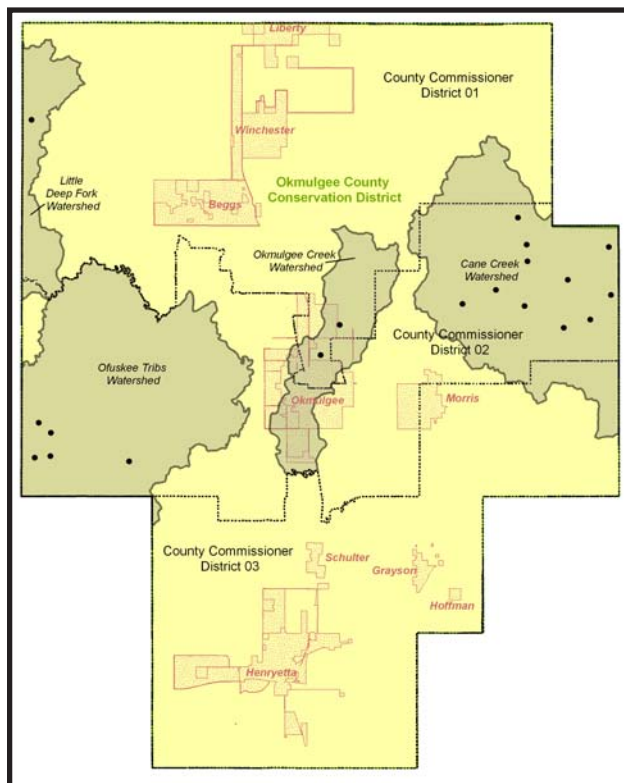 Liberty
County Commissioner
District 01
Winchester
Little
Deep Fork
Watershed
Okmulgee County
Conservation District
Beggs
Okmulgee Creek
Watershed
Cane Creek
Watershed
County Commissioner
District 02
Ofuskee Tribs
Watershed
Okmulgee
Morris
County Commissioner
District 03
Schulter
Grayson
Hoffman
Henryetta